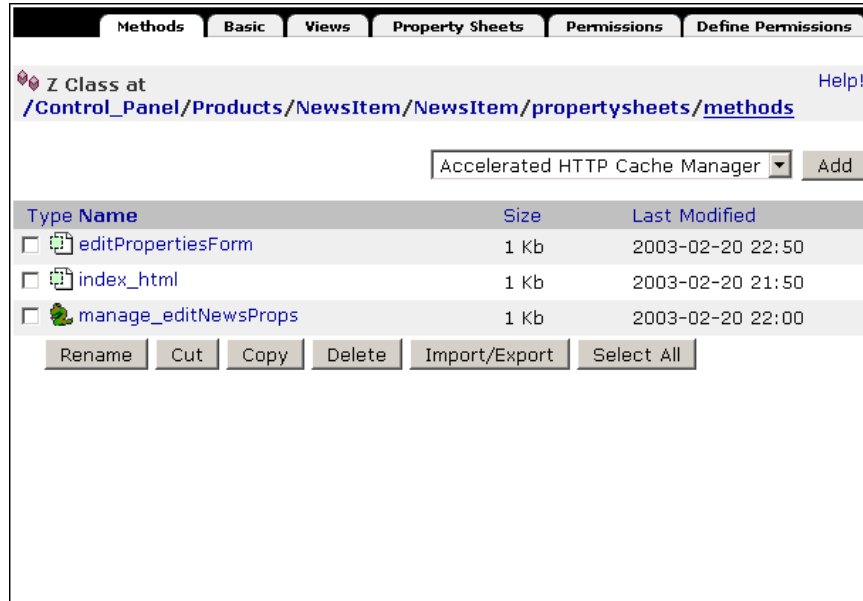 Methods Basic Views Property Sheets Permissions Define Permissions
Z Class at Help!
/Control_Panel/Products/NewsItem/NewsItem/propertysheets/methods
Accelerated HTTP Cache Manager Add
Type Name Size Last Modified
editPropertiesForm 1 Kb 2003-02-20 22:50
index_html 1 Kb 2003-02-20 21:50
manage_editNewsProps 1 Kb 2003-02-20 22:00
Rename Cut Copy Delete Import/Export Select All